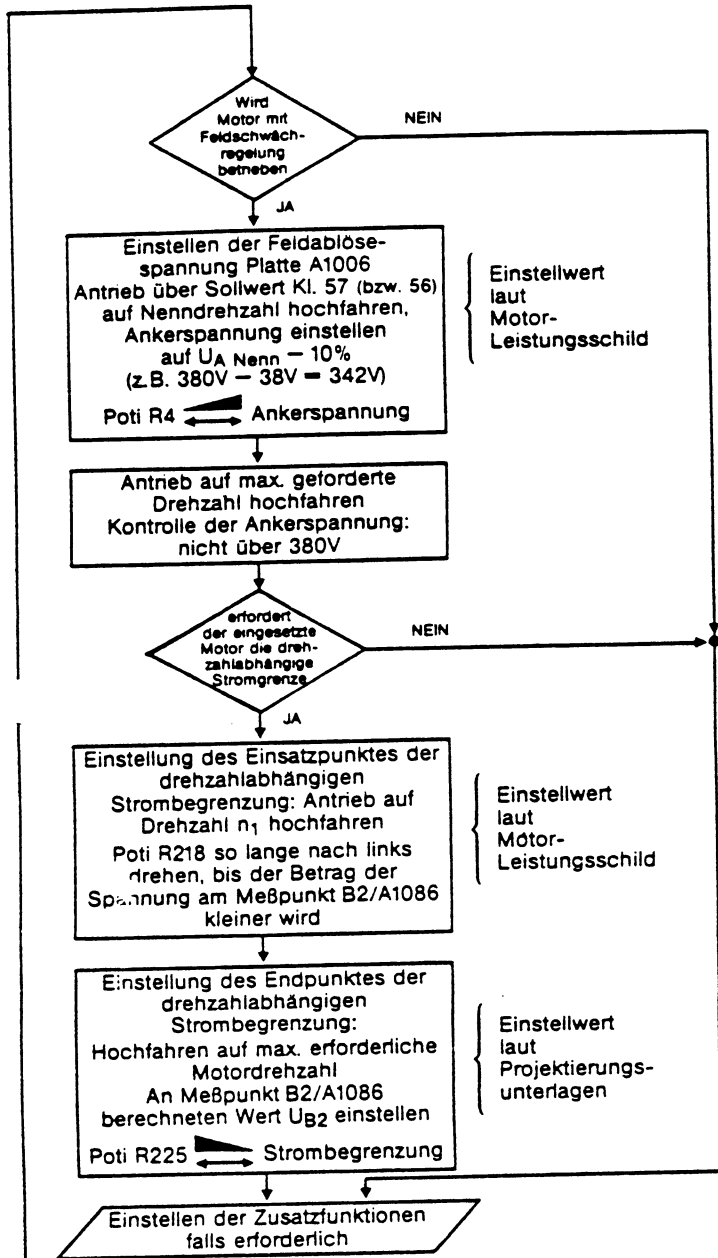 Wird
Motor mit
Feldschwäch-
regelung
betrieben
NEIN
JA
Einstellen der Feldablöse-
spannung Platte A1006
Antrieb über Sollwert Kl. 57 (bzw. 56)
auf Nenndrehzahl hochfahren,
Ankerspannung einstellen
auf UA Nenn – 10%
(z.B. 380V – 38V = 342V)
Poti R4 Ankerspannung
Einstellwert
laut
Motor-
Leistungsschild
Antrieb auf max. geforderte
Drehzahl hochfahren
Kontrolle der Ankerspannung:
nicht über 380V
erfordert
der eingesetzte
Motor die dreh-
zahlabhängige
Stromgrenze
NEIN
JA
Einstellung des Einsatzpunktes der
drehzahlabhängigen
Strombegrenzung: Antrieb auf
Drehzahl n1 hochfahren
Poti R218 so lange nach links
drehen, bis der Betrag der
Spannung am Meßpunkt B2/A1086
kleiner wird
Einstellwert
laut
Motor-
Leistungsschild
Einstellung des Endpunktes der
drehzahlabhängigen
Strombegrenzung:
Hochfahren auf max. erforderliche
Motordrehzahl
An Meßpunkt B2/A1086
berechneten Wert UB2 einstellen
Poti R225 Strombegrenzung
Einstellwert
laut
Projektierungs-
unterlagen
Einstellen der Zusatzfunktionen
falls erforderlich